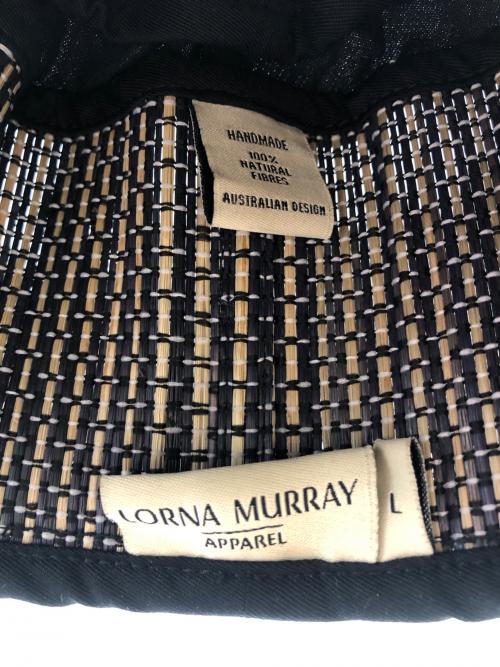 HANDMADE
100%
NATURAL
FIBRES
AUSTRALIAN DESIGN
LORNA MURRAY
APPAREL
L